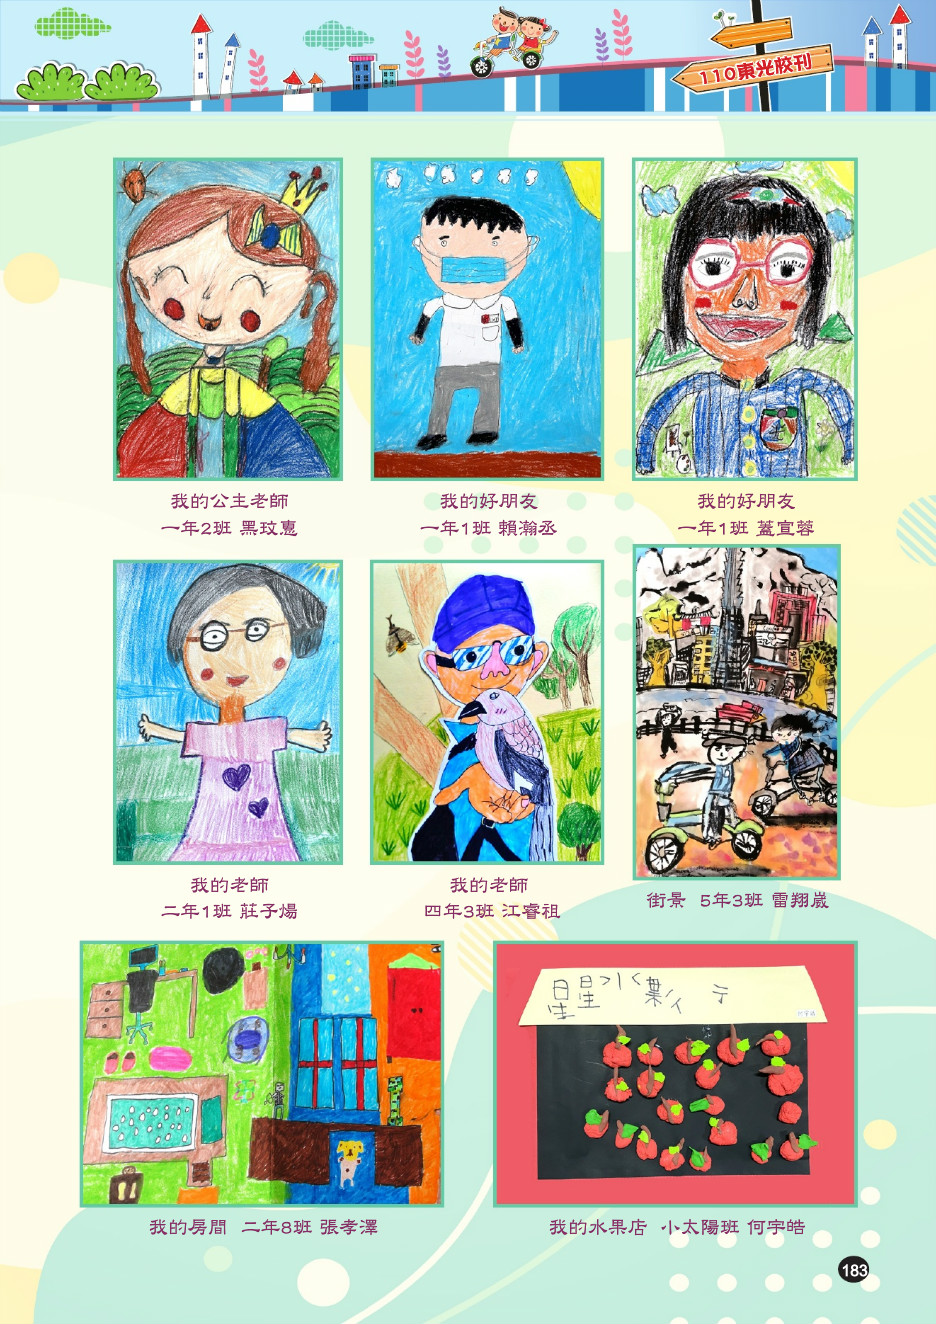 110東光校刊
我的公主老師
一年2班 黑玟憙
我的好朋友
一年1班 賴瀚丞
我的好朋友
一年1班 蓋宣蓉
我的老師
二年1班 莊子煬
我的老師
四年3班 江睿祖
街景 5年3班 雷翔崴
星星
我的房間 二年8班 張孝澤
我的水果店 小太陽班 何宇皓
183